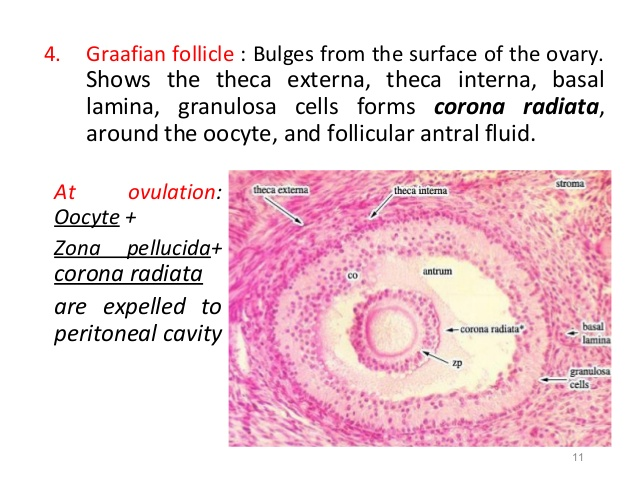 4. Graafian follicle : Bulges from the surface of the ovary.
Shows the theca externa, theca interna, basal
lamina, granulosa cells forms corona radiata,
around the oocyte, and follicular antral fluid.
At ovulation:
Oocyte +
Zona pellucida+
corona radiata
are expelled to
peritoneal cavity
theca externa
theca interna
stroma
co
antrum
corona radiata*
basal
lamina
zp
granulosa
cells
11